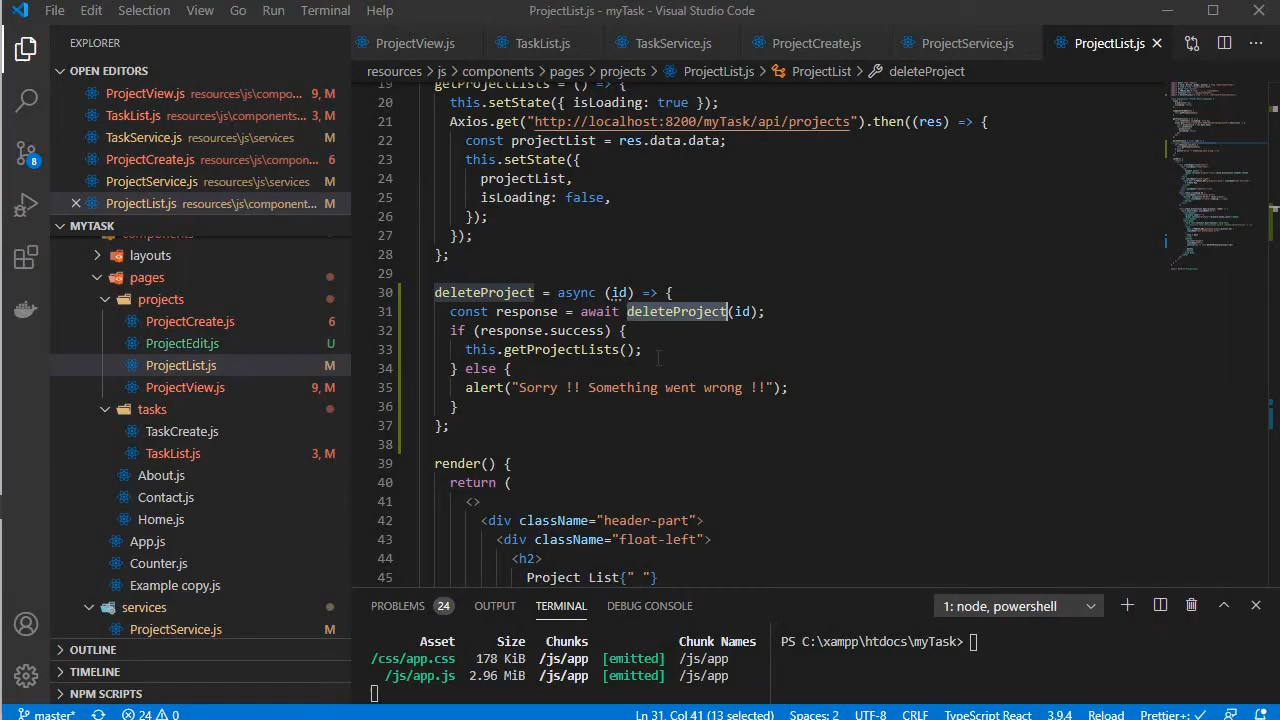 File Edit Selection View Go Run Terminal Help ProjectList.js - myTask - Visual Studio Code
EXPLORER
ProjectView.js TaskList.js TaskService.js ProjectCreate.js ProjectService.js ProjectList.js
OPEN EDITORS
resources > js > components > pages > projects > ProjectList.js > ProjectList > deleteProject
ProjectView.js resources\js\compo... 9, M
TaskList.js resources\js\components... 3, M
TaskService.js resources\js\services M
ProjectCreate.js resources\js\compon... 6
ProjectService.js resources\js\services M
ProjectList.js resources\js\component... M
MYTASK
components
layouts
pages
projects
ProjectCreate.js 6
ProjectEdit.js U
ProjectList.js M
ProjectView.js 9, M
tasks
TaskCreate.js
TaskList.js 3, M
About.js
Contact.js
Home.js
App.js
Counter.js
Example copy.js
services
ProjectService.js M
OUTLINE
TIMELINE
NPM SCRIPTS
8
19 getProjectLists = () => {
20 this.setState({ isLoading: true });
21 Axios.get("http://localhost:8200/myTask/api/projects").then((res) => {
22 const projectList = res.data.data;
23 this.setState({
24 projectList,
25 isLoading: false,
26 });
27 });
28 };
29
30 deleteProject = async (id) => {
31 const response = await deleteProject(id);
32 if (response.success) {
33 this.getProjectLists();
34 } else {
35 alert("Sorry !! Something went wrong !!");
36 }
37 };
38
39 render() {
40 return (
41 <>
42 <div className="header-part">
43 <div className="float-left">
44 <h2>
45 Project List{" "}
PROBLEMS 24 OUTPUT TERMINAL DEBUG CONSOLE 1: node, powershell
Asset Size Chunks Chunk Names
/css/app.css 178 KiB /js/app [emitted] /js/app
/js/app.js 2.96 MiB /js/app [emitted] /js/app
PS C:\xampp\htdocs\myTask>
master* 24 0 Ln 31, Col 41 (13 selected) Spaces: 2 UTF-8 CRLF TypeScript React 3.9.4 Reload Prettier+